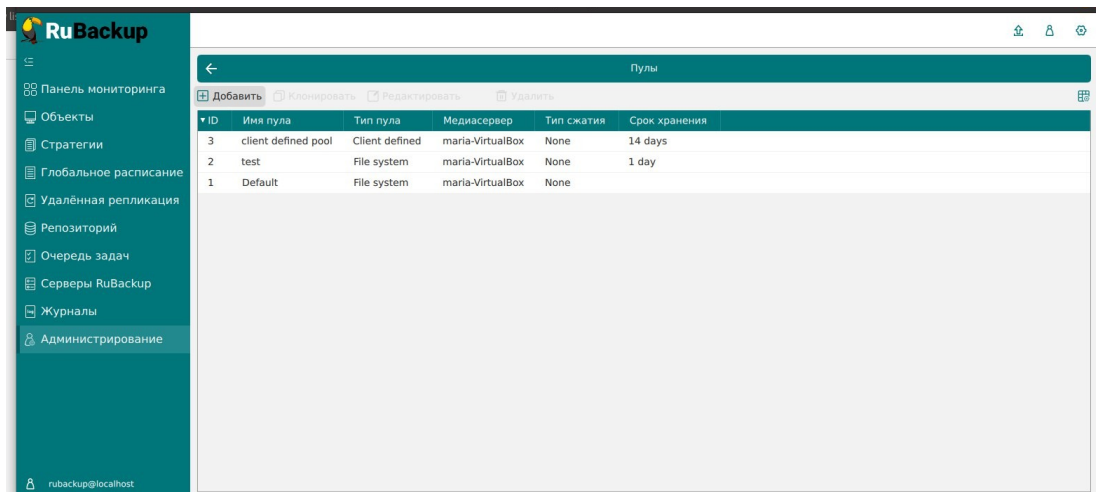 RuBackup
Пулы
Панель мониторинга
Объекты
Стратегии
Глобальное расписание
Удалённая репликация
Репозиторий
Очередь задач
Серверы RuBackup
Журналы
Администрирование
rubackup@localhost
Добавить Клонировать Редактировать Удалить
ID Имя пула Тип пула Медиасервер Тип сжатия Срок хранения
3 client defined pool Client defined maria-VirtualBox None 14 days
2 test File system maria-VirtualBox None 1 day
1 Default File system maria-VirtualBox None